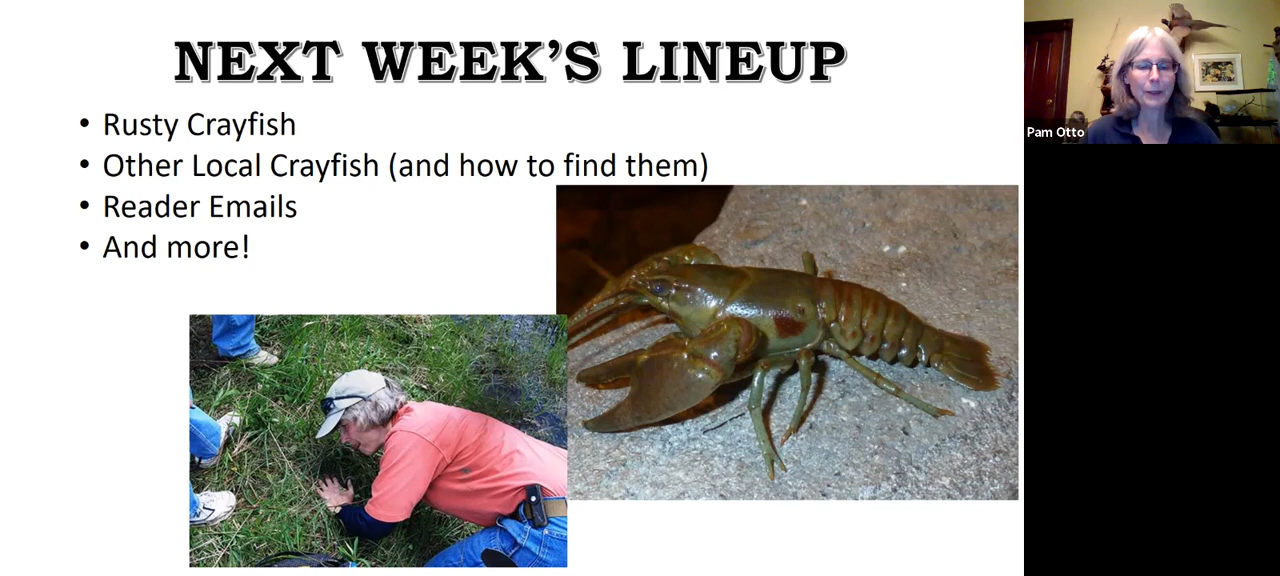 NEXT WEEK’S LINEUP
• Rusty Crayfish
• Other Local Crayfish (and how to find them)
• Reader Emails
• And more!
Pam Otto